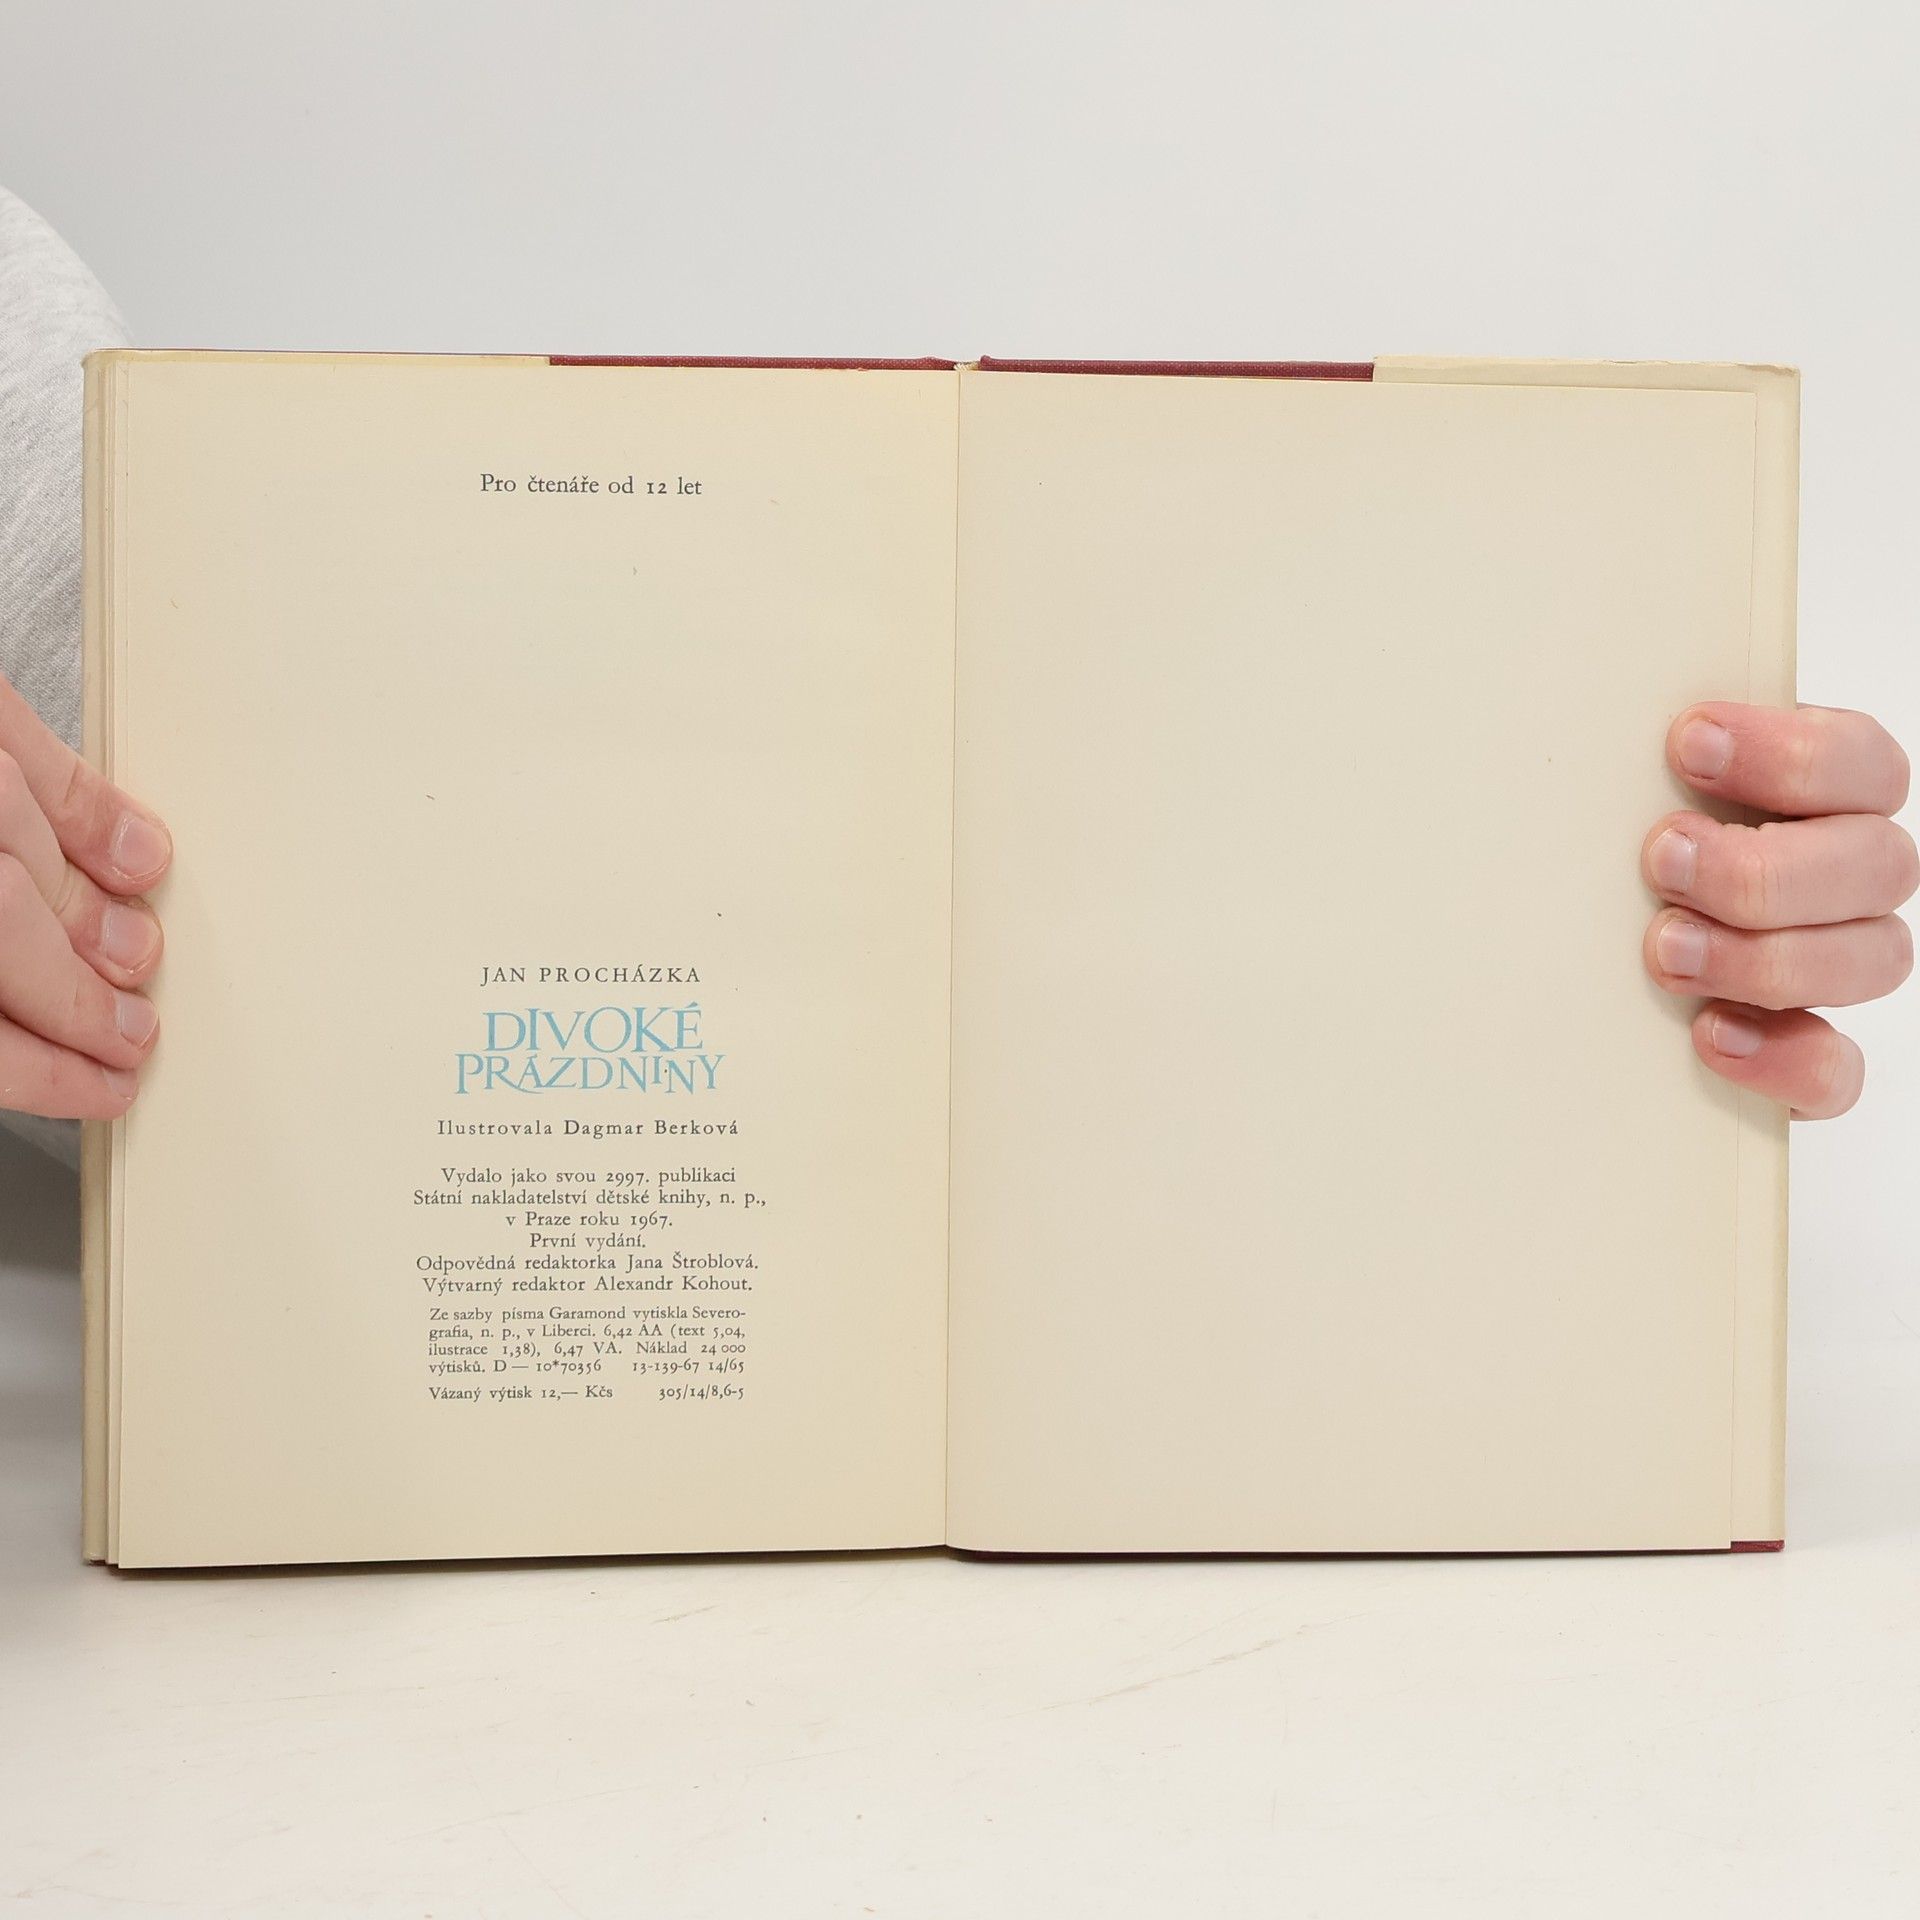 Pro čtenáře od 12 let
JAN PROCHÁZKA
DIVOKÉ
PRÁZDNINY
Ilustrovala Dagmar Berková
Vydalo jako svou 2997. publikaci
Státní nakladatelství dětské knihy, n. p.,
v Praze roku 1967.
První vydání.
Odpovědná redaktorka Jana Štroblová.
Výtvarný redaktor Alexandr Kohout.
Ze sazby písma Garamond vytiskla Severo-
grafia, n. p., v Liberci. 6,42 AA (text 5,04,
ilustrace 1,38), 6,47 VA. Náklad 24 000
výtisků. D — 10*70356 13-139-67 14/65
Vázaný výtisk 12,— Kčs 305/14/8,6-5